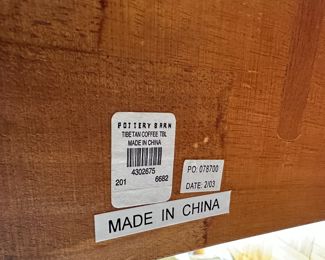 POTTERY BARN
TIBETAN COFFEE TBL
MADE IN CHINA
4302675
201 6682
PO: 078700
DATE: 2/03
MADE IN CHINA